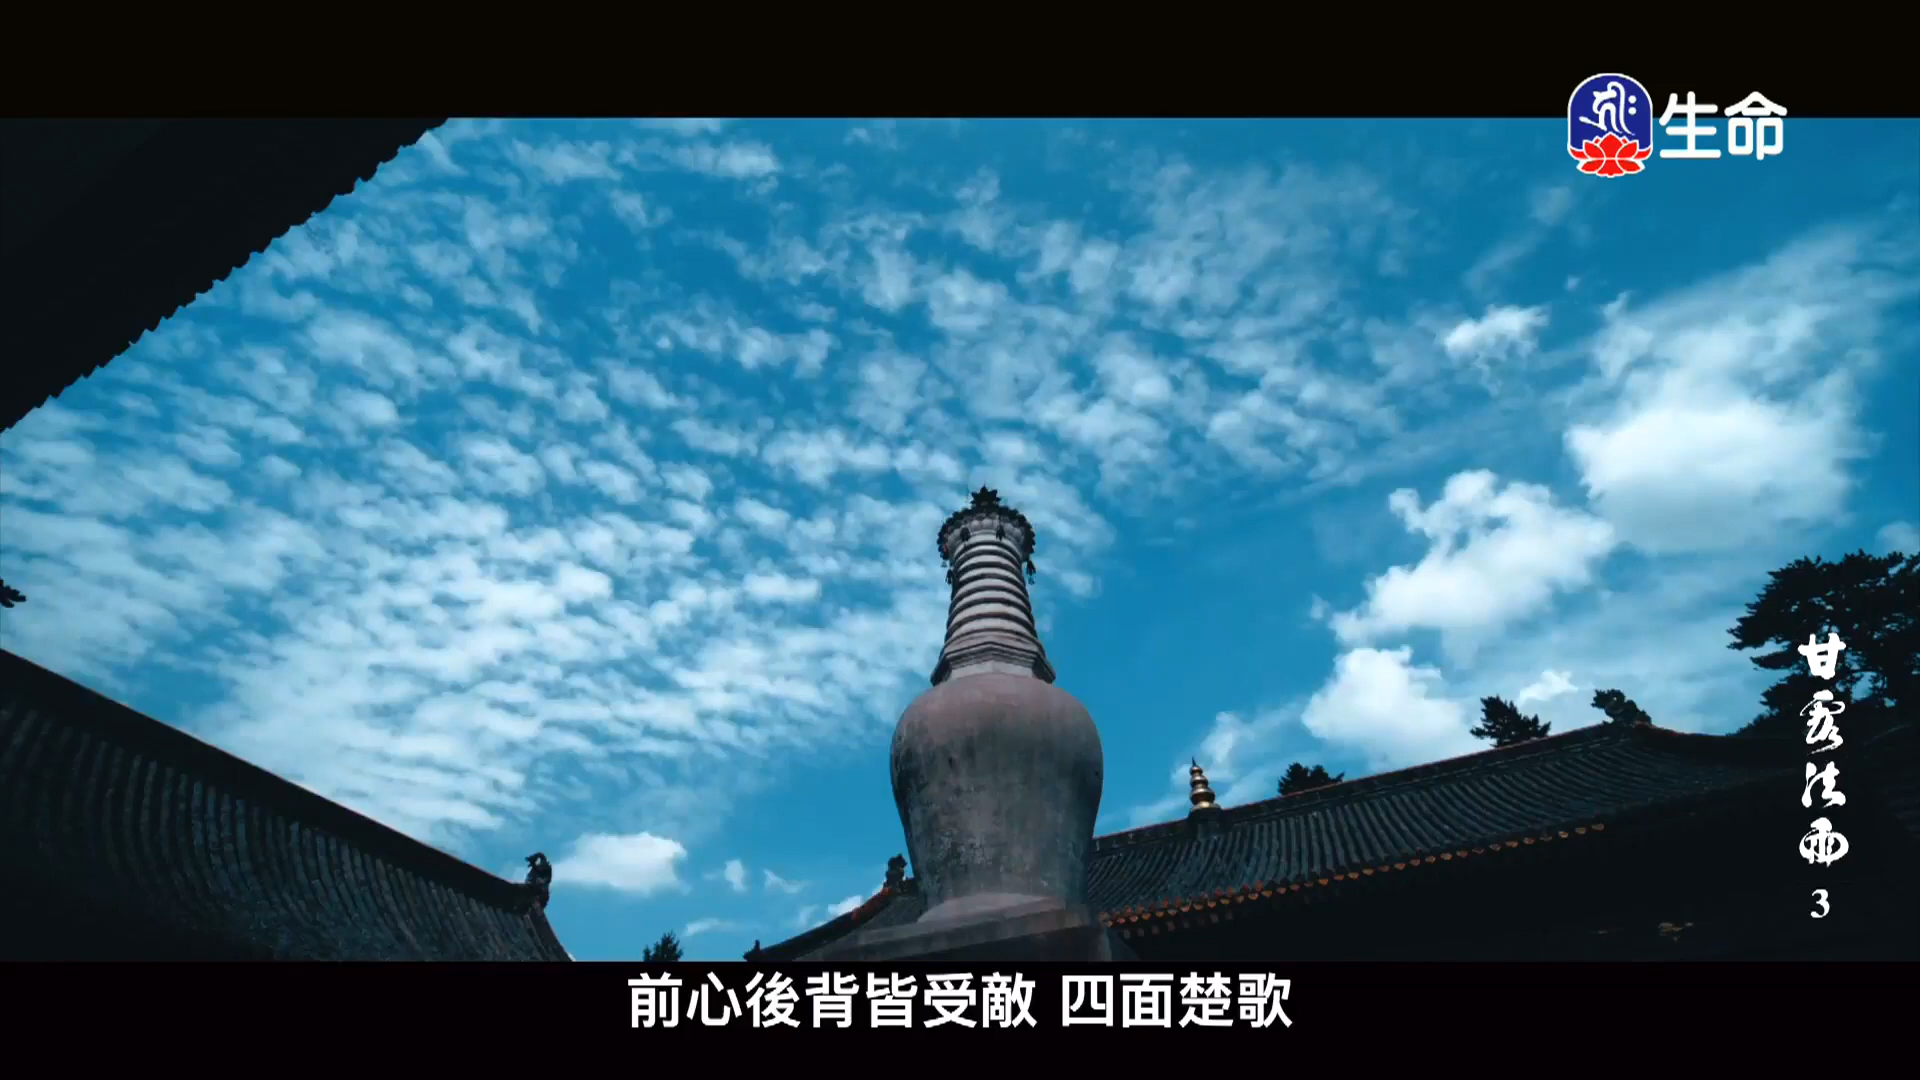 生命
甘露法雨 3
前心後背皆受敵 四面楚歌